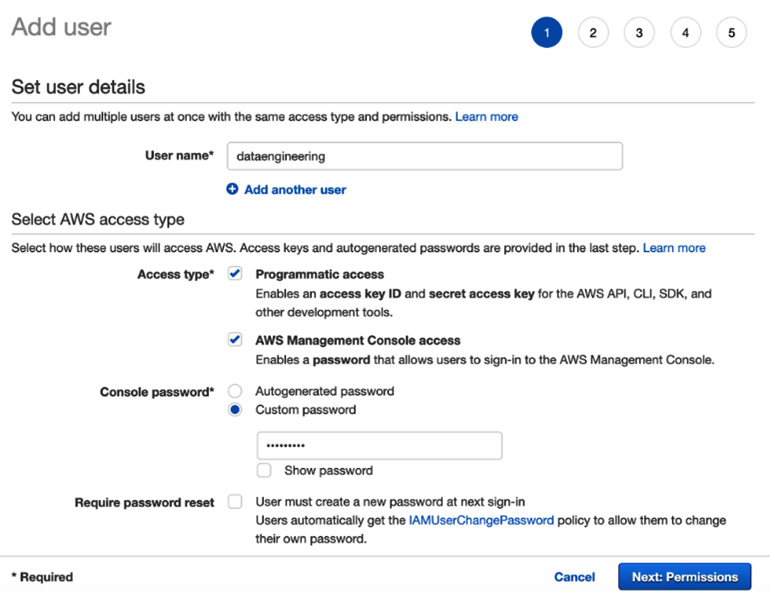 Add user
1 2 3 4 5
Set user details
You can add multiple users at once with the same access type and permissions. Learn more
User name* dataengineering
Add another user
Select AWS access type
Select how these users will access AWS. Access keys and autogenerated passwords are provided in the last step. Learn more
Access type* Programmatic access
Enables an access key ID and secret access key for the AWS API, CLI, SDK, and
other development tools.
AWS Management Console access
Enables a password that allows users to sign-in to the AWS Management Console.
Console password* Autogenerated password
Custom password
•••••••••
Show password
Require password reset User must create a new password at next sign-in
Users automatically get the IAMUserChangePassword policy to allow them to change
their own password.
* Required Cancel Next: Permissions